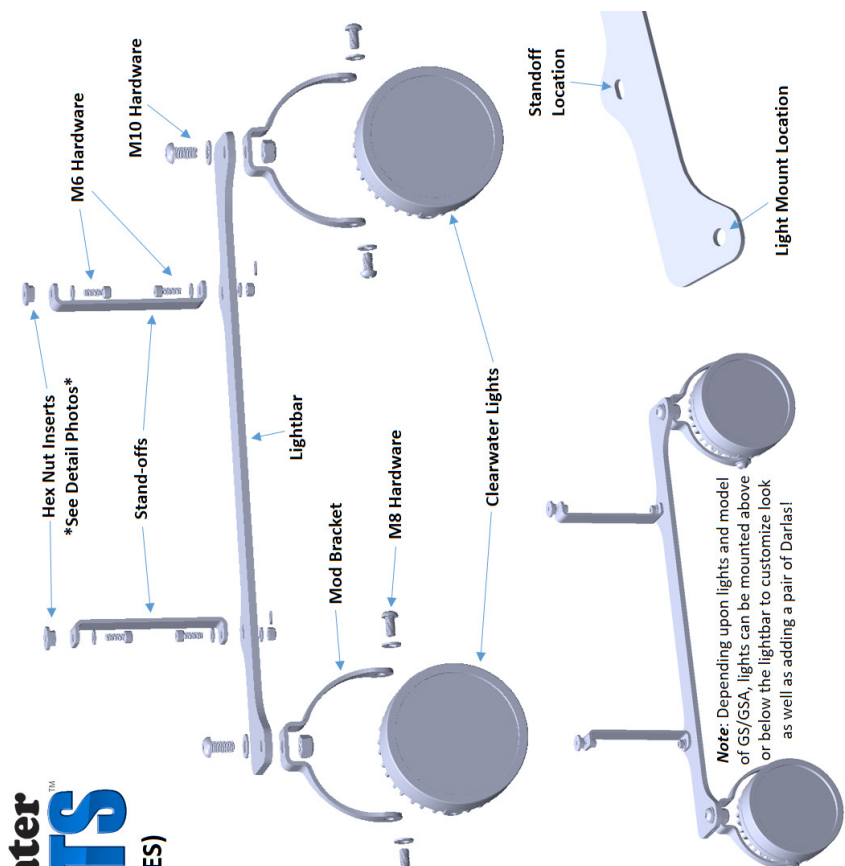 M10 Hardware
M6 Hardware
Hex Nut Inserts
*See Detail Photos*
Stand-offs
Lightbar
M8 Hardware
Mod Bracket
Clearwater Lights
Standoff
Location
Light Mount Location
Note: Depending upon lights and model
of GS/GSA, lights can be mounted above
or below the lightbar to customize look
as well as adding a pair of Darlas!
ater
TS™
ES)